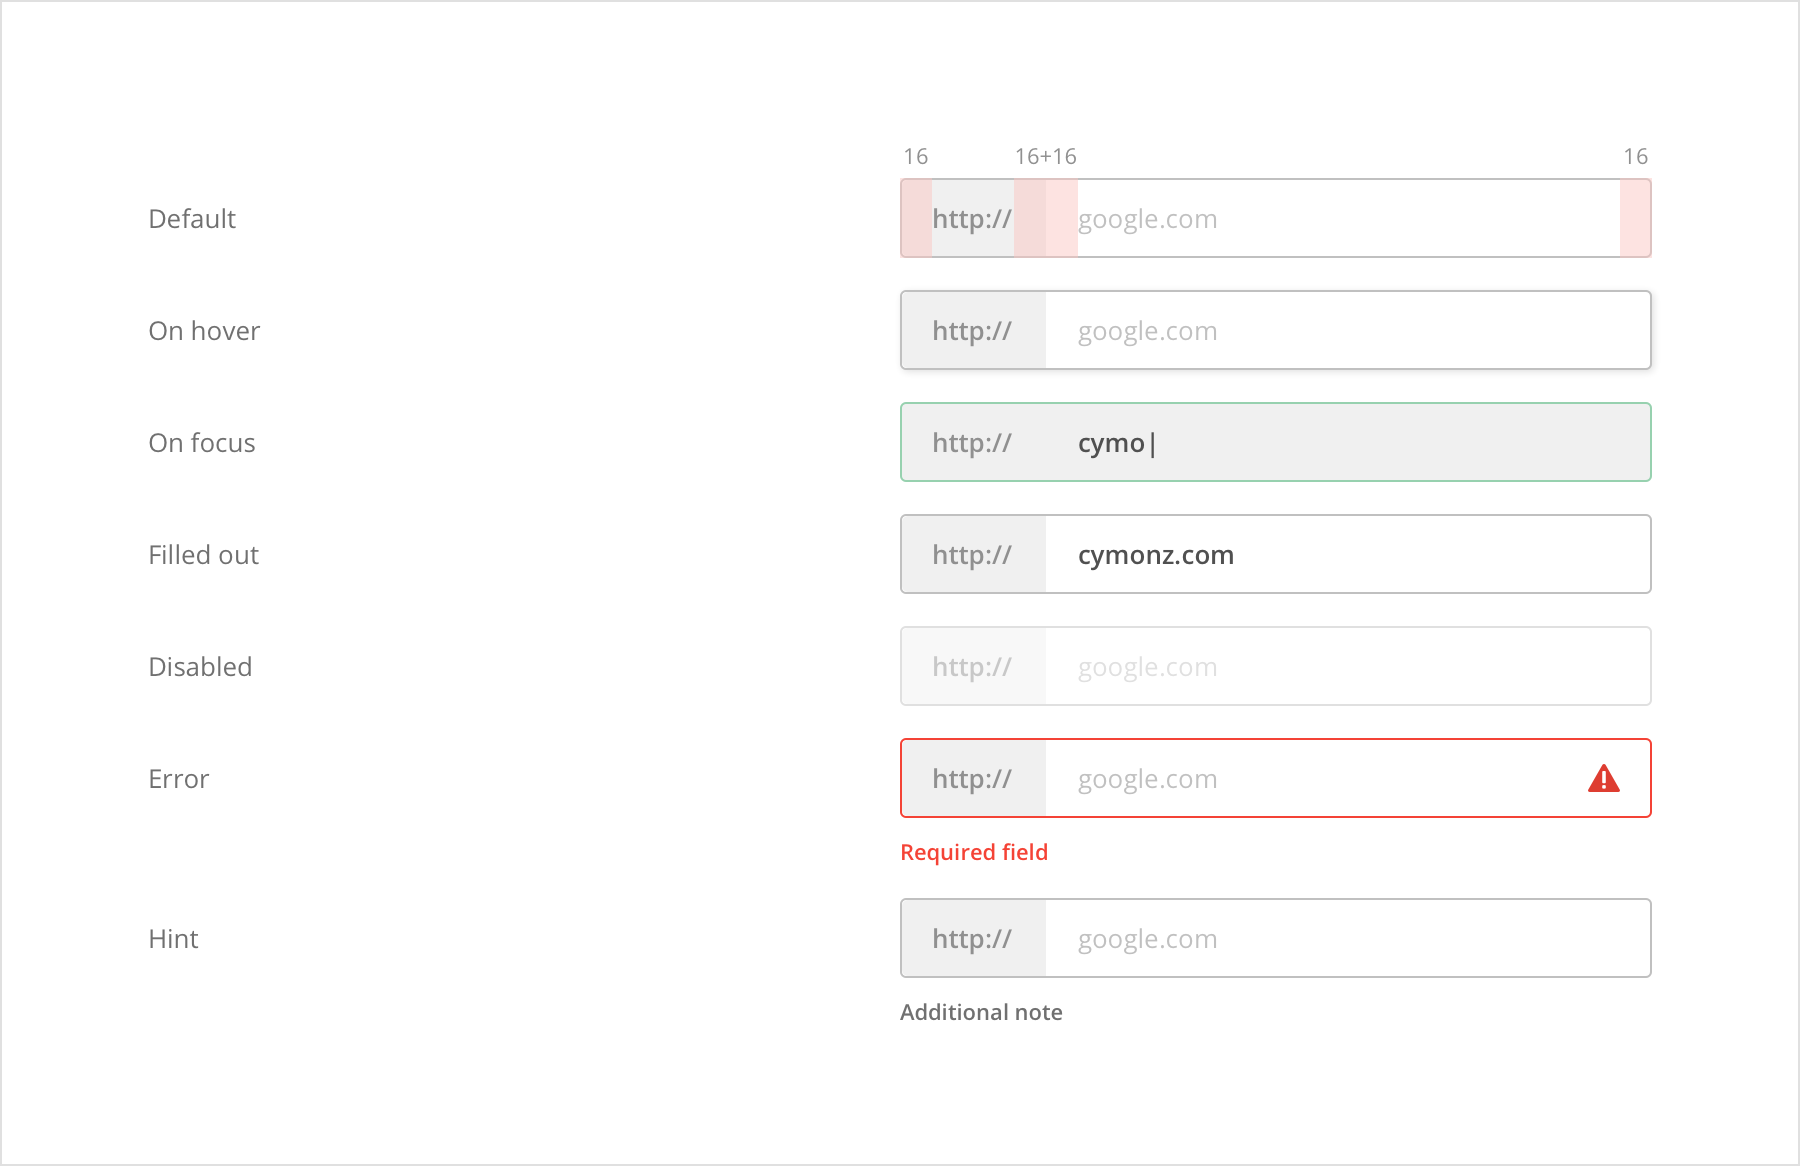 16 16+16 16
Default http:// google.com
On hover http:// google.com
On focus http:// cymo|
Filled out http:// cymonz.com
Disabled http:// google.com
Error http:// google.com
Required field
Hint http:// google.com
Additional note